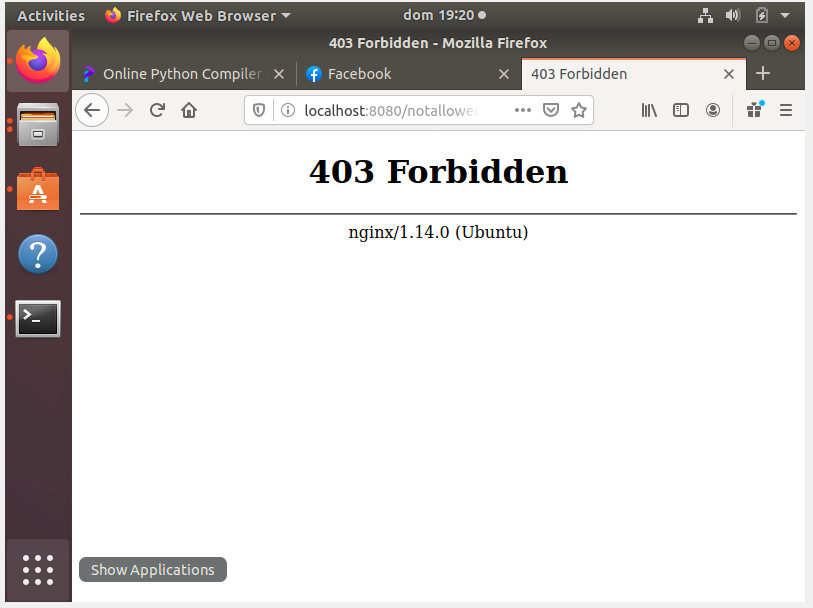 Activities
Firefox Web Browser
dom 19:20
403 Forbidden - Mozilla Firefox
Online Python Compiler
Facebook
403 Forbidden
localhost:8080/notallowed
403 Forbidden
nginx/1.14.0 (Ubuntu)
Show Applications